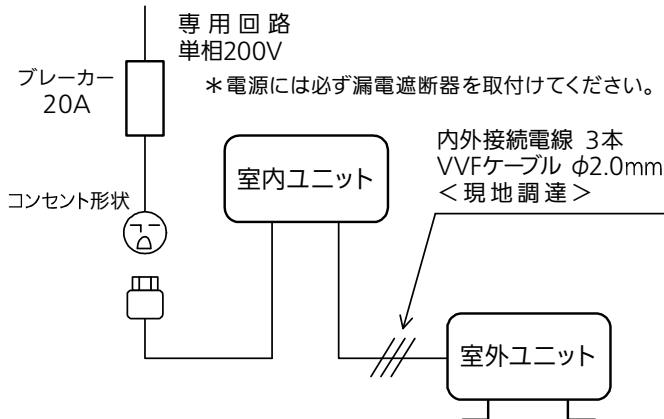 専用回路
単相200V
＊電源には必ず漏電遮断器を取付けてください。
ブレーカー
20A
内外接続電線 3本
VVFケーブル φ2.0mm
＜現地調達＞
室内ユニット
コンセント形状
室外ユニット